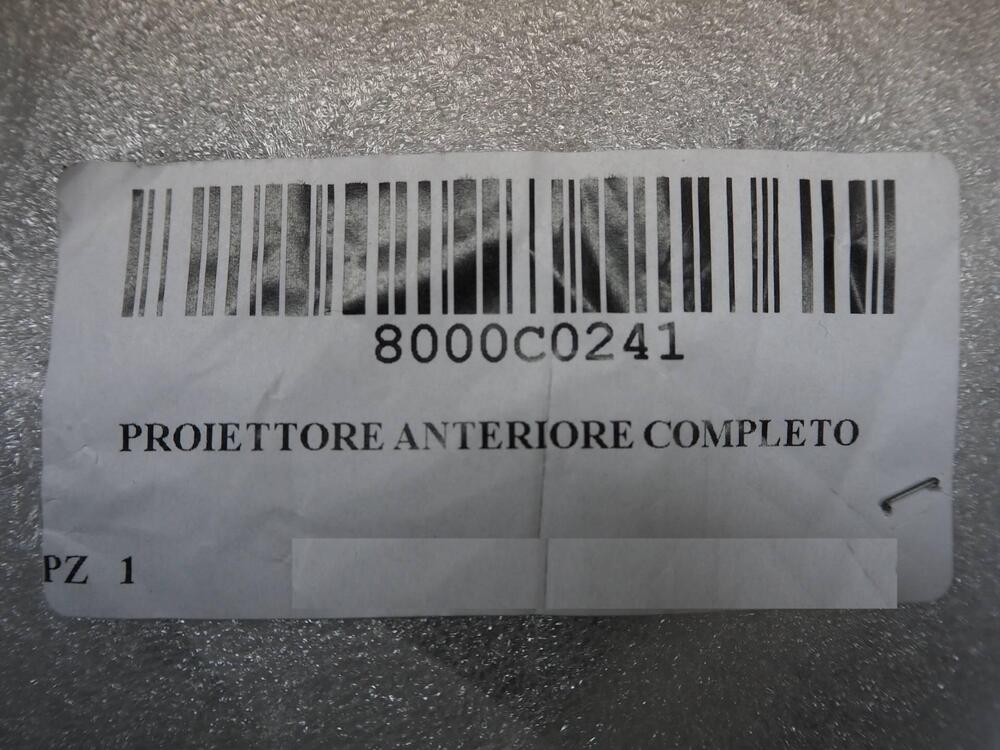 8000C0241
PROIETTORE ANTERIORE COMPLETO
PZ 1